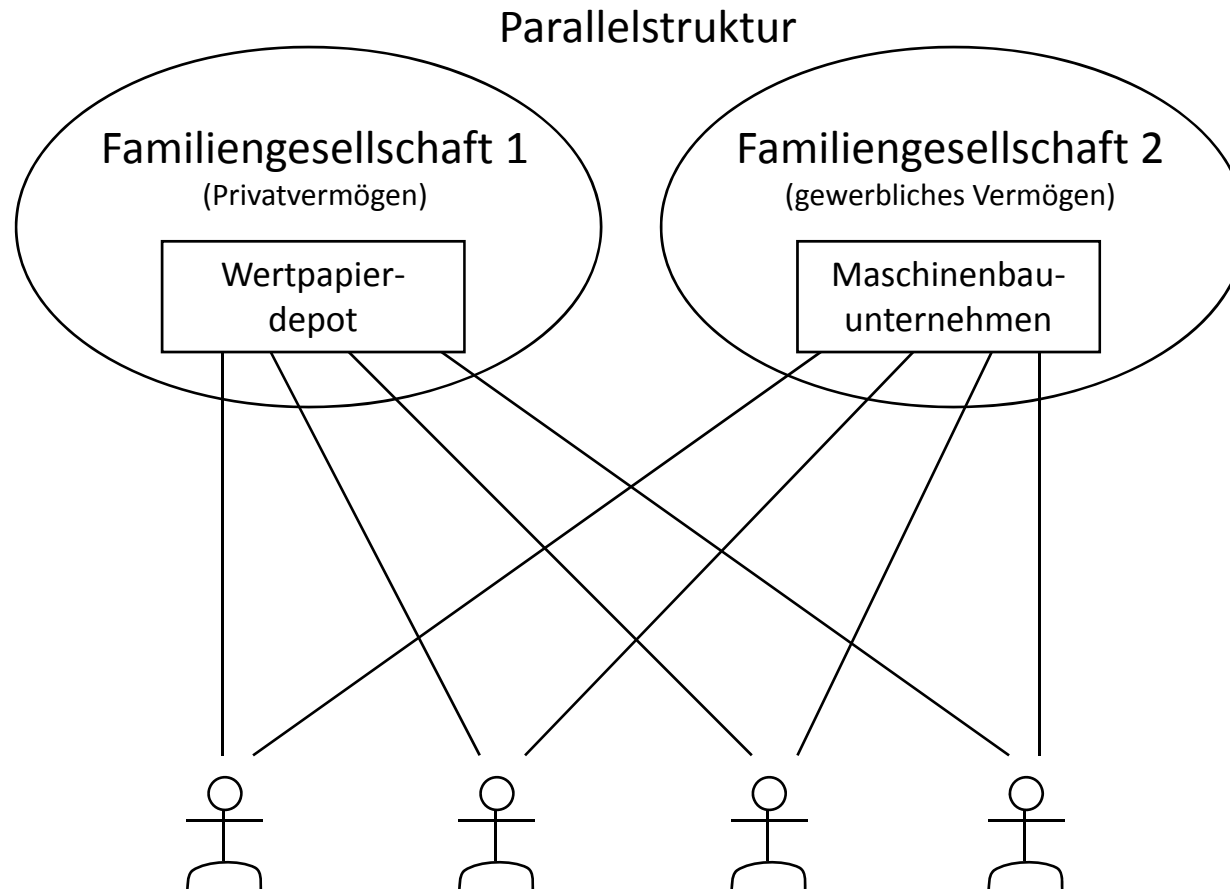 Parallelstruktur
Familiengesellschaft 1
(Privatvermögen)
Wertpapier-
depot
Familiengesellschaft 2
(gewerbliches Vermögen)
Maschinenbau-
unternehmen